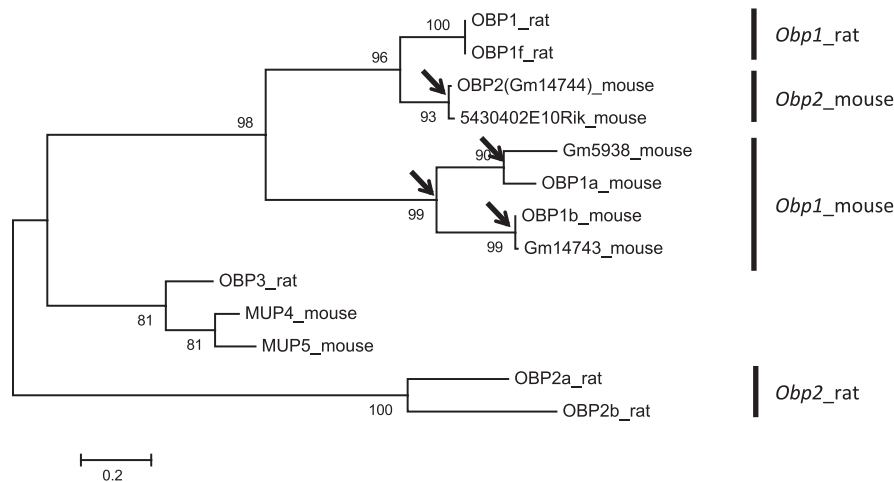 OBP1_rat
100
OBP1f_rat
Obp1_rat
96
OBP2(Gm14744)_mouse
93
5430402E10Rik_mouse
Obp2_mouse
98
Gm5938_mouse
90
OBP1a_mouse
99
OBP1b_mouse
99
Gm14743_mouse
Obp1_mouse
OBP3_rat
81
MUP4_mouse
81
MUP5_mouse
OBP2a_rat
100
OBP2b_rat
Obp2_rat
0.2